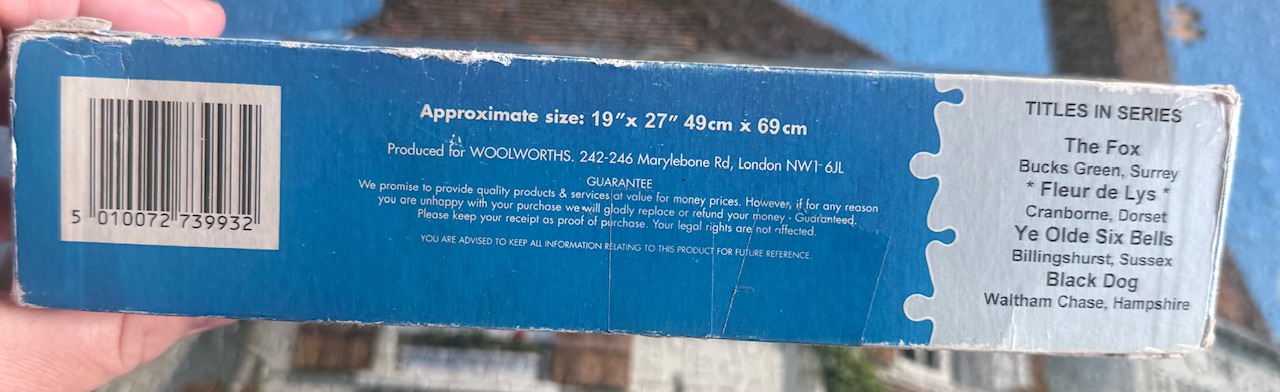 5 010072 739932
Approximate size: 19"x 27" 49cm x 69cm
Produced for WOOLWORTHS. 242-246 Marylebone Rd, London NW1 6JL
GUARANTEE
We promise to provide quality products & services at value for money prices. However, if for any reason
you are unhappy with your purchase we will gladly replace or refund your money - Guaranteed.
Please keep your receipt as proof of purchase. Your legal rights are not affected.
YOU ARE ADVISED TO KEEP ALL INFORMATION RELATING TO THIS PRODUCT FOR FUTURE REFERENCE.
TITLES IN SERIES
The Fox
Bucks Green, Surrey
* Fleur de Lys *
Cranborne, Dorset
Ye Olde Six Bells
Billingshurst, Sussex
Black Dog
Waltham Chase, Hampshire